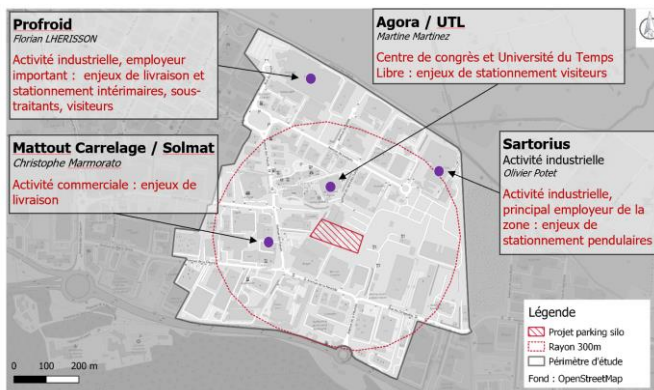 Profroid
Florian LHERISSON
Activité industrielle, employeur
important : enjeux de livraison et
stationnement intérimaires, sous-
traitants, visiteurs
Agora / UTL
Martine Martinez
Centre de congrès et Université du Temps
Libre : enjeux de stationnement visiteurs
Mattout Carrelage / Solmat
Christophe Marmorato
Activité commerciale : enjeux de
livraison
Sartorius
Activité industrielle
Olivier Potet
Activité industrielle,
principal employeur de la
zone : enjeux de
stationnement pendulaires
Légende
Projet parking silo
Rayon 300m
Périmètre d'étude
Fond : OpenStreetMap
0 100 200 m